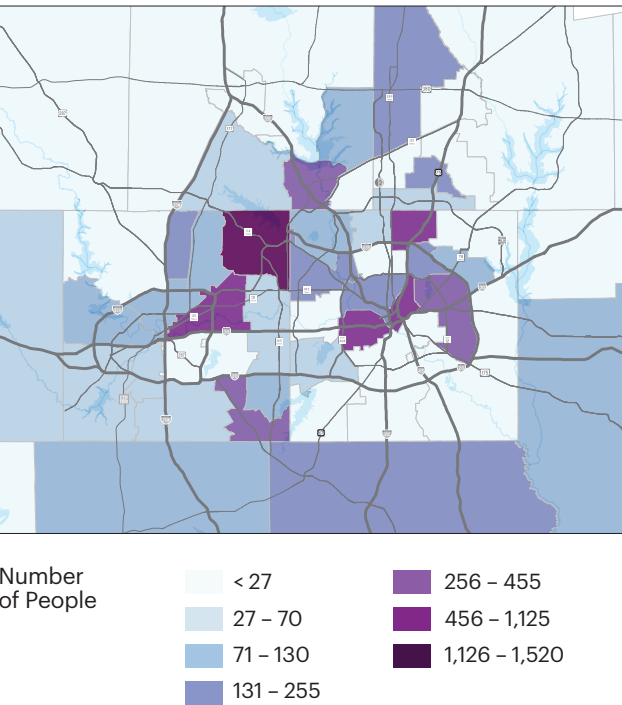 Number
of People
< 27
27 – 70
71 – 130
131 – 255
256 – 455
456 – 1,125
1,126 – 1,520